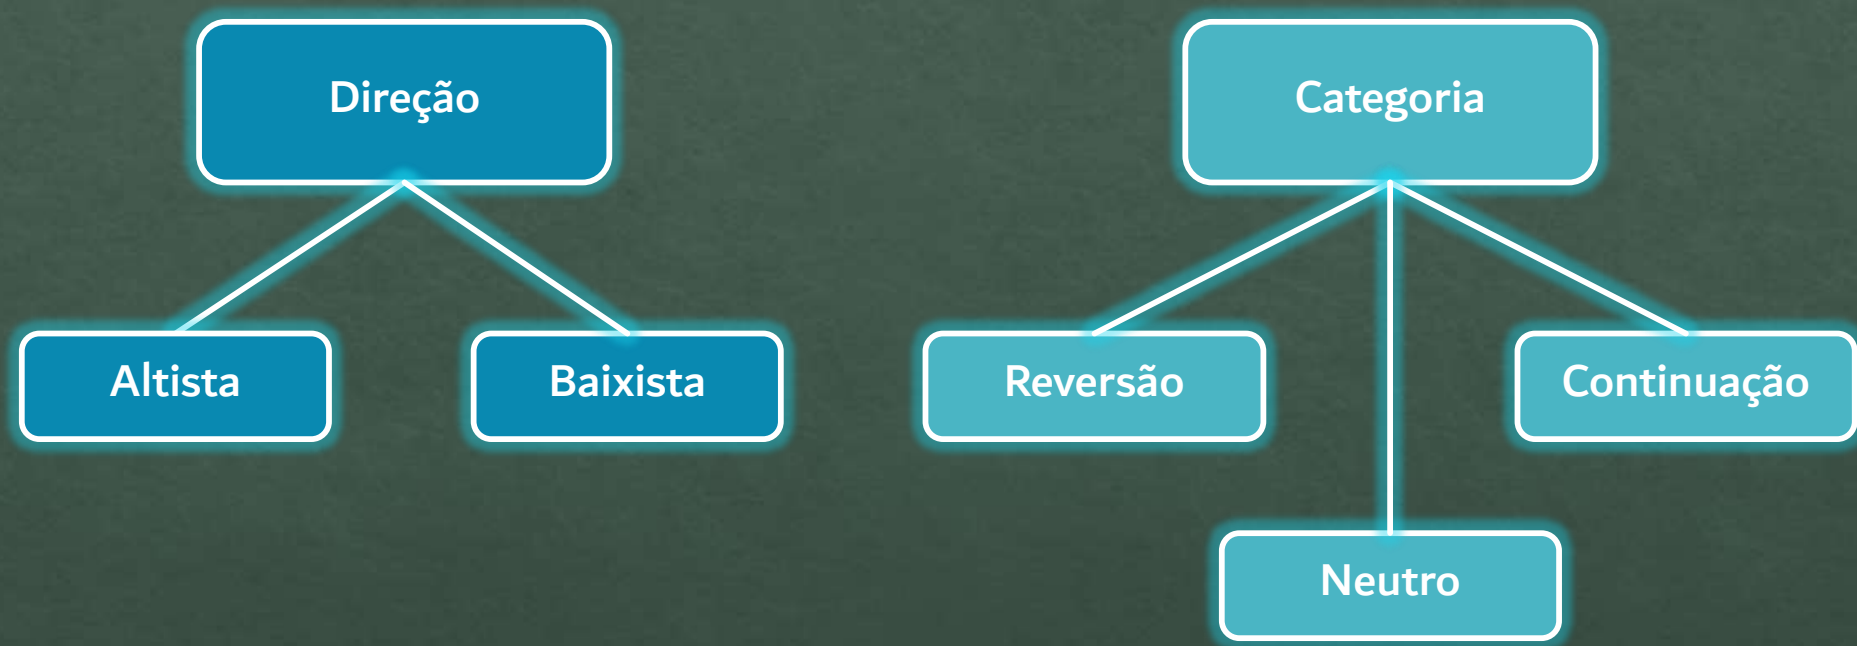 Direção
Categoria
Altista
Baixista
Reversão
Continuação
Neutro